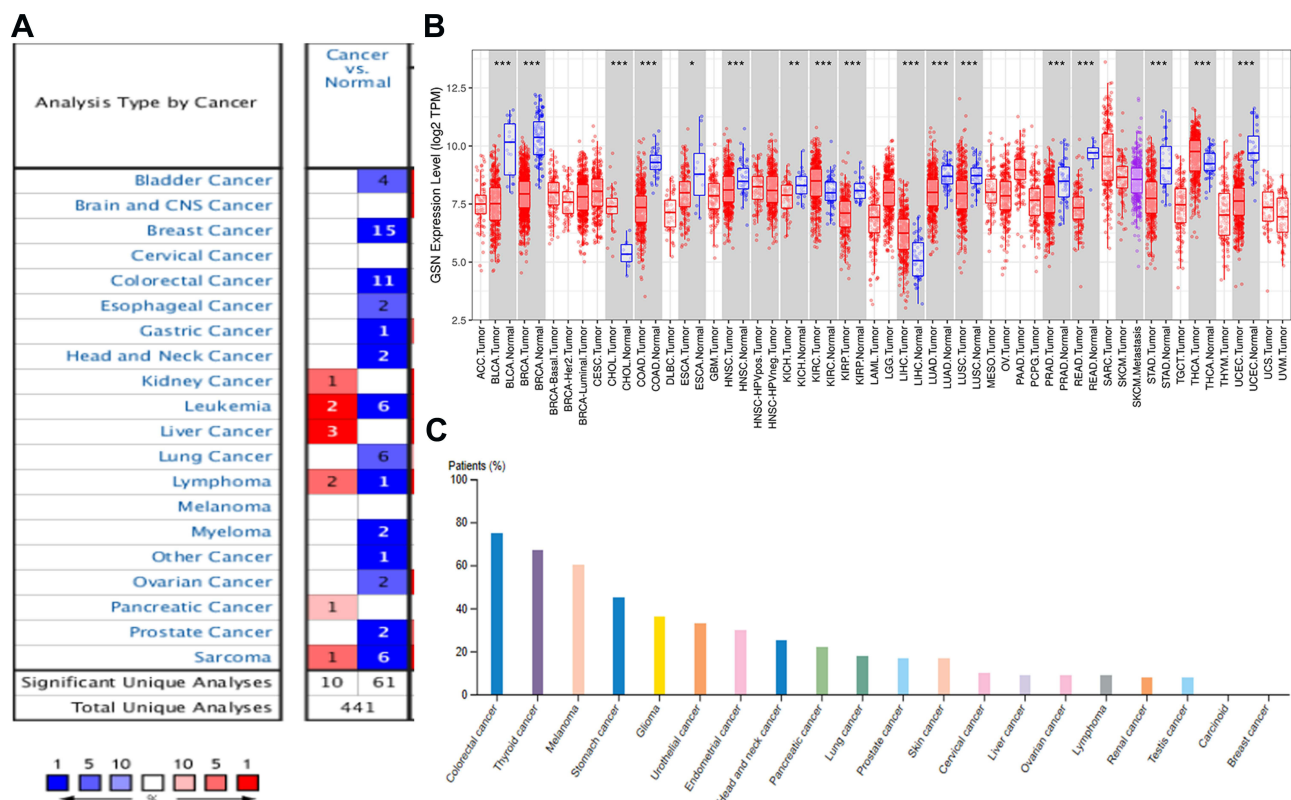 A
Cancer
vs.
Normal
Analysis Type by Cancer
Bladder Cancer 4
Brain and CNS Cancer
Breast Cancer 15
Cervical Cancer
Colorectal Cancer 11
Esophageal Cancer 2
Gastric Cancer 1
Head and Neck Cancer 2
Kidney Cancer 1
Leukemia 2 6
Liver Cancer 3
Lung Cancer 6
Lymphoma 2 1
Melanoma
Myeloma 2
Other Cancer 1
Ovarian Cancer 2
Pancreatic Cancer 1
Prostate Cancer 2
Sarcoma 1 6
Significant Unique Analyses 10 61
Total Unique Analyses 441
1 5 10 10 5 1
B
GSN Expression Level (log2 TPM)
12.5
10.0
7.5
5.0
2.5
*** *** *** *** * *** ** *** *** *** *** *** *** *** *** *** ***
ACC.Tumor
BLCA.Tumor
BLCA.Normal
BRCA.Tumor
BRCA.Normal
BRCA-Basal.Tumor
BRCA-Her2.Tumor
BRCA-Luminal.Tumor
CESC.Tumor
CHOL.Tumor
CHOL.Normal
COAD.Tumor
COAD.Normal
DLBC.Tumor
ESCA.Tumor
ESCA.Normal
GBM.Tumor
HNSC.Tumor
HNSC.Normal
HNSC-HPVpos.Tumor
HNSC-HPVneg.Tumor
KICH.Tumor
KICH.Normal
KIRC.Tumor
KIRC.Normal
KIRP.Tumor
KIRP.Normal
LAML.Tumor
LGG.Tumor
LIHC.Tumor
LIHC.Normal
LUAD.Tumor
LUAD.Normal
LUSC.Tumor
LUSC.Normal
MESO.Tumor
OV.Tumor
PAAD.Tumor
PCPG.Tumor
PRAD.Tumor
PRAD.Normal
READ.Tumor
READ.Normal
SARC.Tumor
SKCM.Tumor
SKCM.Metastasis
STAD.Tumor
STAD.Normal
TGCT.Tumor
THCA.Tumor
THCA.Normal
THYM.Tumor
UCEC.Tumor
UCEC.Normal
UCS.Tumor
UVM.Tumor
C
Patients (%)
100
80
60
40
20
0
Colorectal cancer
Thyroid cancer
Melanoma
Stomach cancer
Glioma
Urothelial cancer
Endometrial cancer
Head and neck cancer
Pancreatic cancer
Lung cancer
Prostate cancer
Skin cancer
Cervical cancer
Liver cancer
Ovarian cancer
Lymphoma
Renal cancer
Testis cancer
Carcinoid
Breast cancer